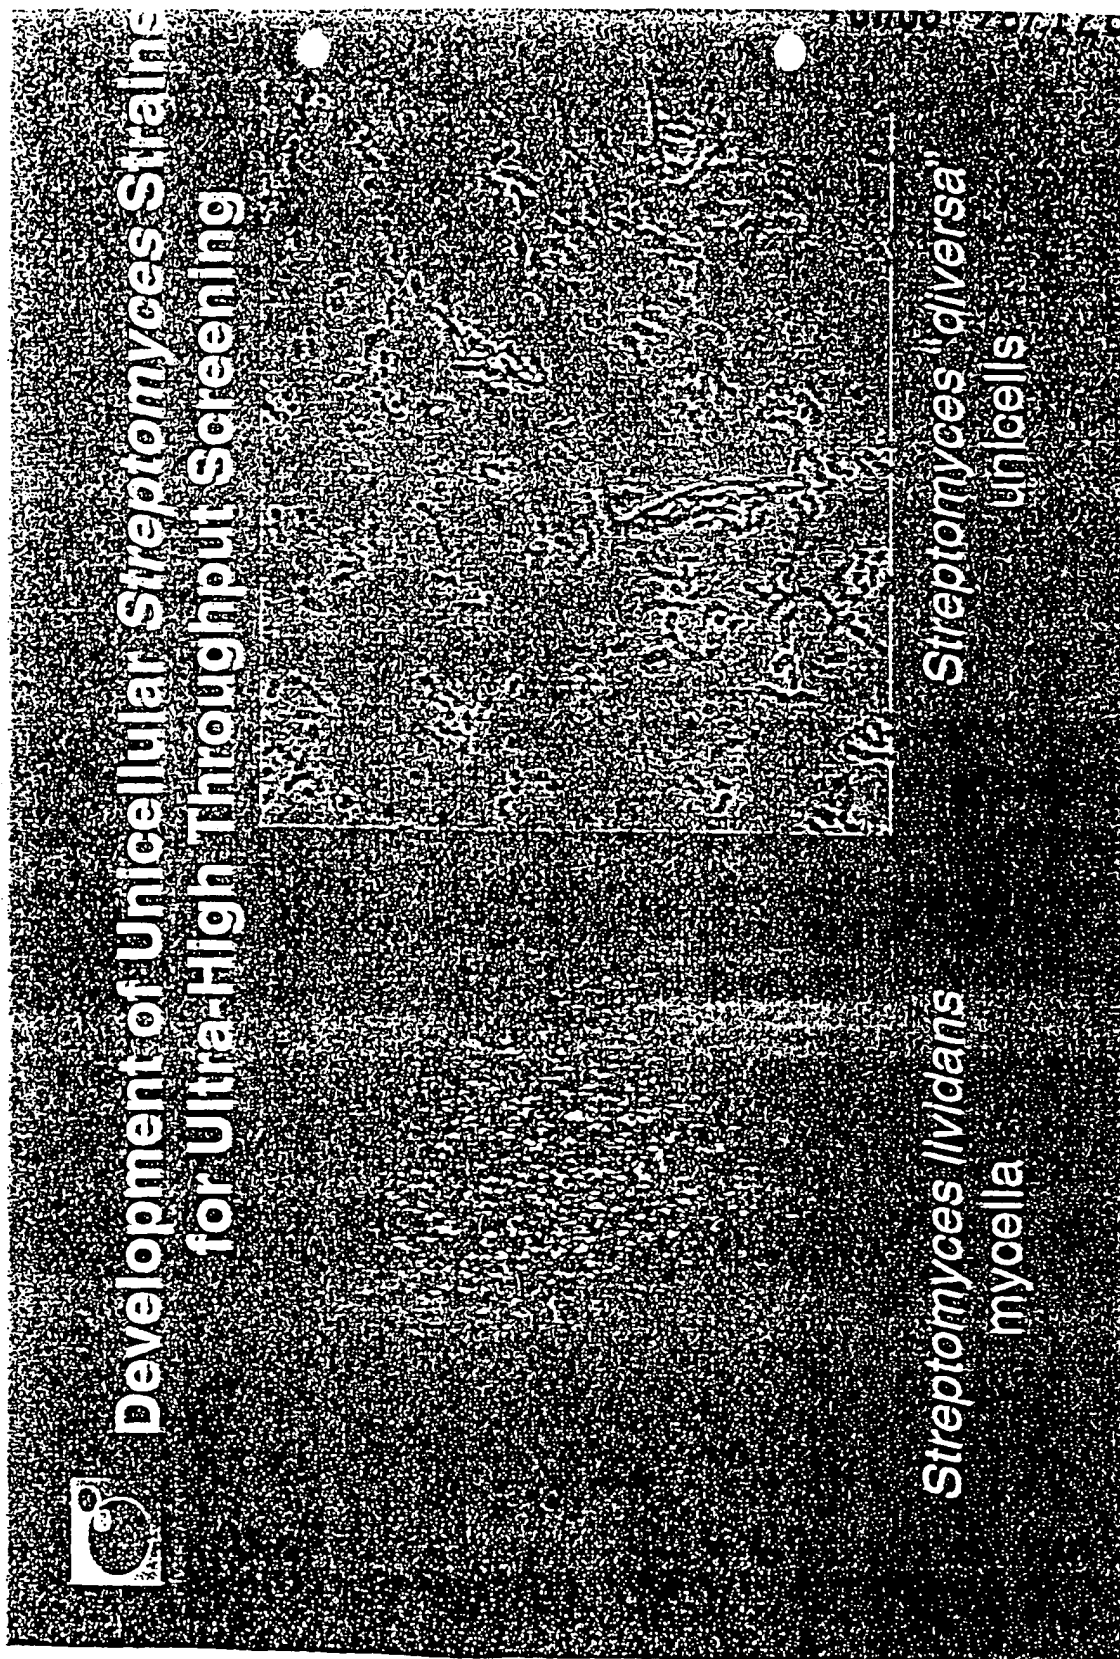 Development of Unicellular Streptomyces Strains
for Ultra-High Throughput Screening
Streptomyces lividans
mycelia
Streptomyces "diversa"
unicells